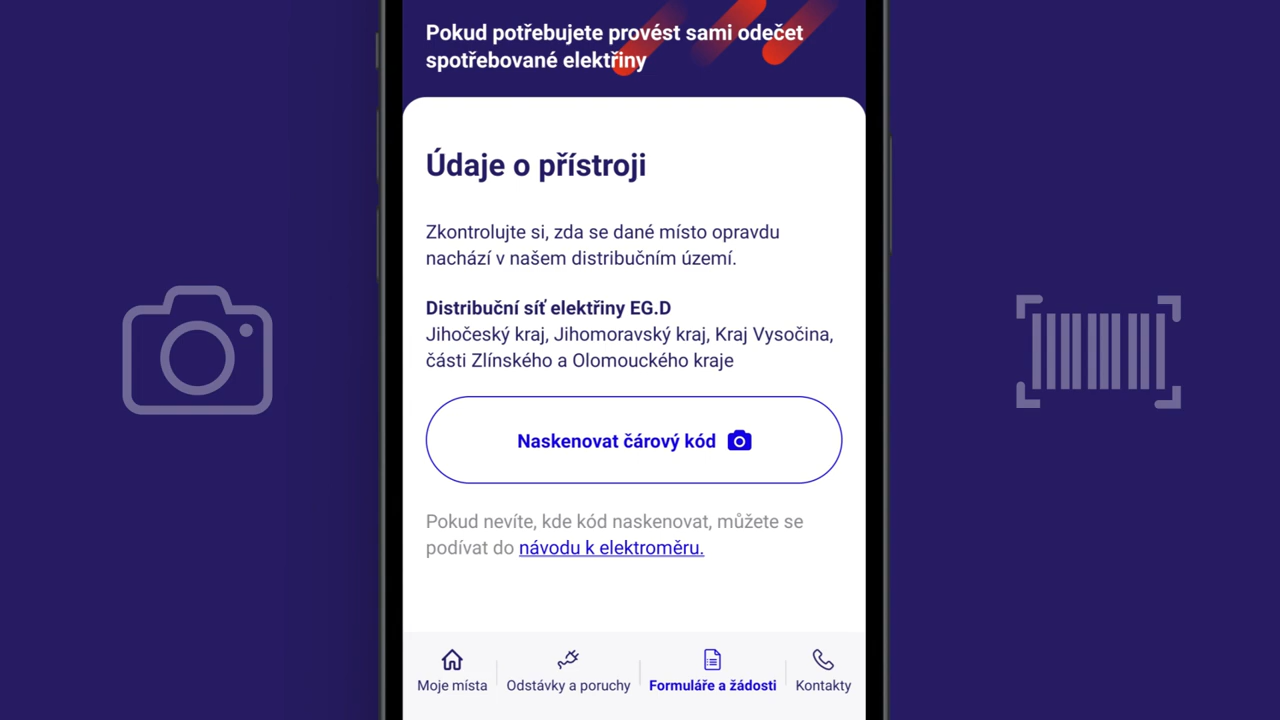 Pokud potřebujete provést sami odečet
spotřebované elektřiny
Údaje o přístroji
Zkontrolujte si, zda se dané místo opravdu
nachází v našem distribučním území.
Distribuční síť elektřiny EG.D
Jihočeský kraj, Jihomoravský kraj, Kraj Vysočina,
části Zlínského a Olomouckého kraje
Naskenovat čárový kód
Pokud nevíte, kde kód naskenovat, můžete se
podívat do návodu k elektroměru.
Moje místa
Odstávky a poruchy
Formuláře a žádosti
Kontakty